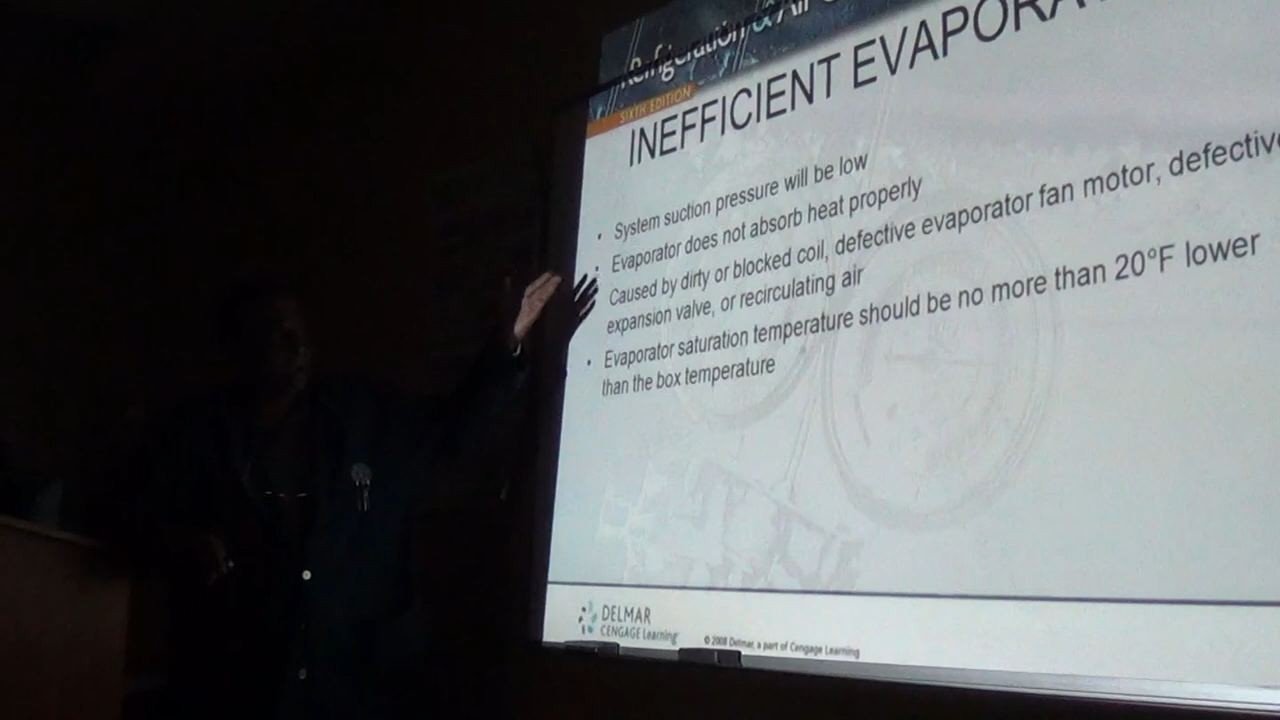 Refrigeration & Air
SIXTH EDITION
INEFFICIENT
• System suction pressure will be low
• Evaporator does not absorb heat properly
• Caused by dirty or blocked coil, defective evaporator fan motor,
expansion valve, or recirculating air
• Evaporator saturation temperature should be no more than 20°F lower
than the box temperature
DELMAR
CENGAGE Learning
© 2008 Delmar, a part of Cengage Learning